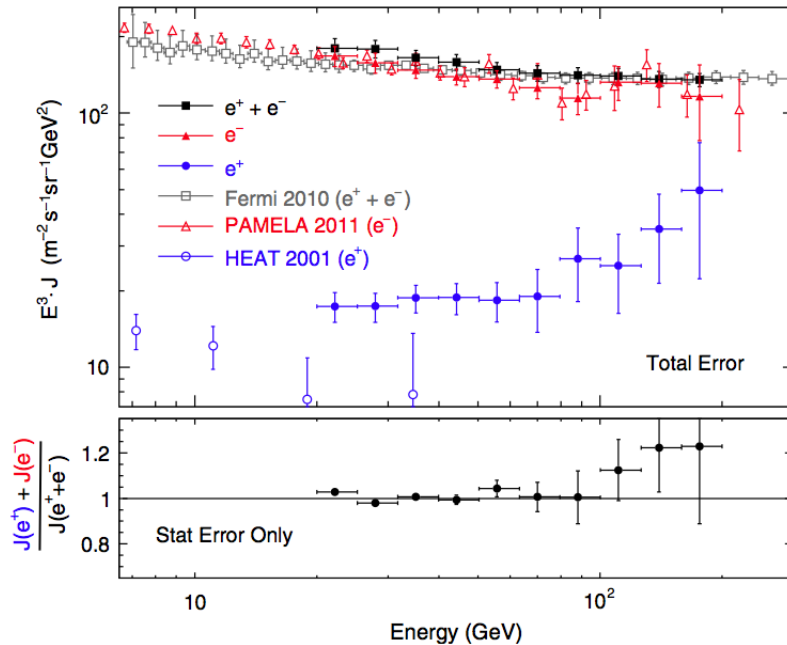 10²
10
E³· J (m⁻²s⁻¹sr⁻¹GeV²)
e⁺ + e⁻
e⁻
e⁺
Fermi 2010 (e⁺ + e⁻)
PAMELA 2011 (e⁻)
HEAT 2001 (e⁺)
Total Error
J(e⁺) + J(e⁻)
J(e⁺+e⁻)
1.2
1
0.8
Stat Error Only
10
10²
Energy (GeV)